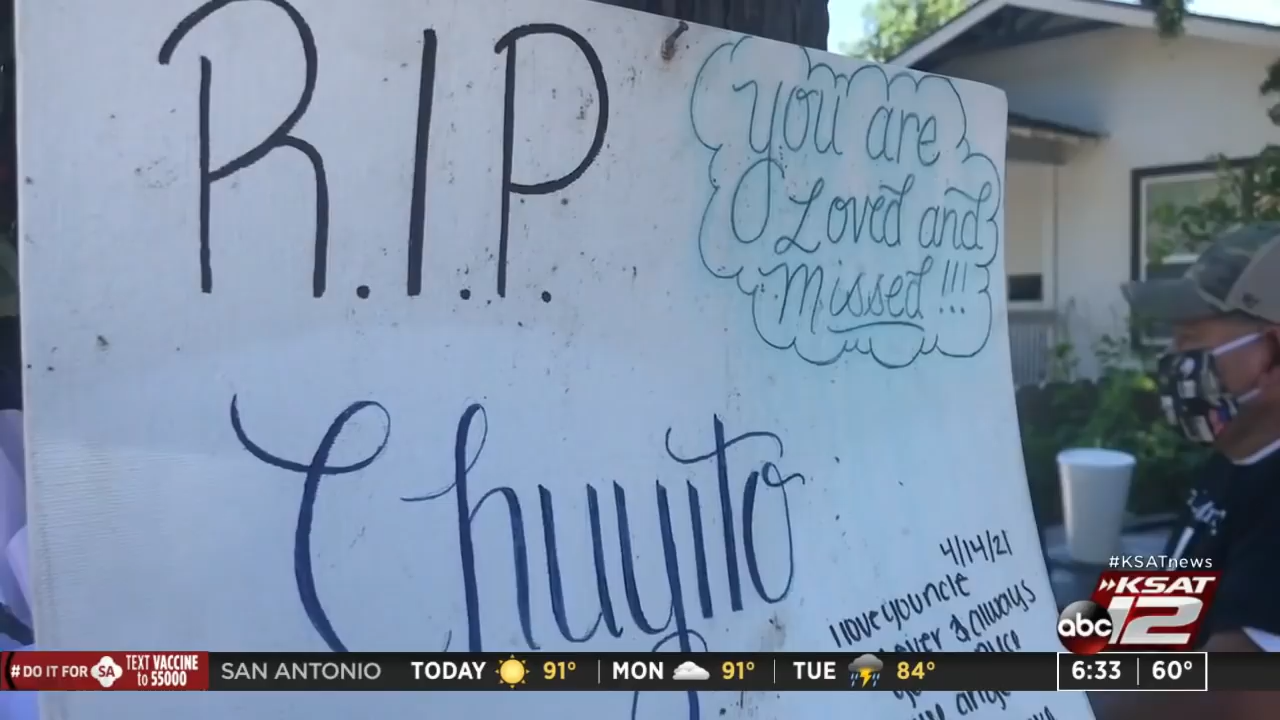 R.I.P.
You are
Loved and
Missed!!!
Chuyito
4/14/21
I love you uncle
& Always
#KSATnews
KSAT
abc 12
# DO IT FOR SA TEXT VACCINE to 55000
SAN ANTONIO TODAY 91° MON 91° TUE 84°
6:33 60°